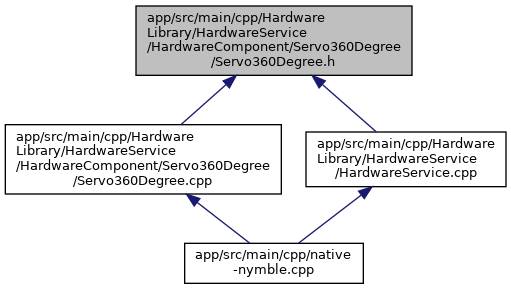 app/src/main/cpp/Hardware
Library/HardwareService
/HardwareComponent/Servo360Degree
/Servo360Degree.h
app/src/main/cpp/Hardware
Library/HardwareService
/HardwareComponent/Servo360Degree
/Servo360Degree.cpp
app/src/main/cpp/Hardware
Library/HardwareService
/HardwareService.cpp
app/src/main/cpp/native
-nymble.cpp